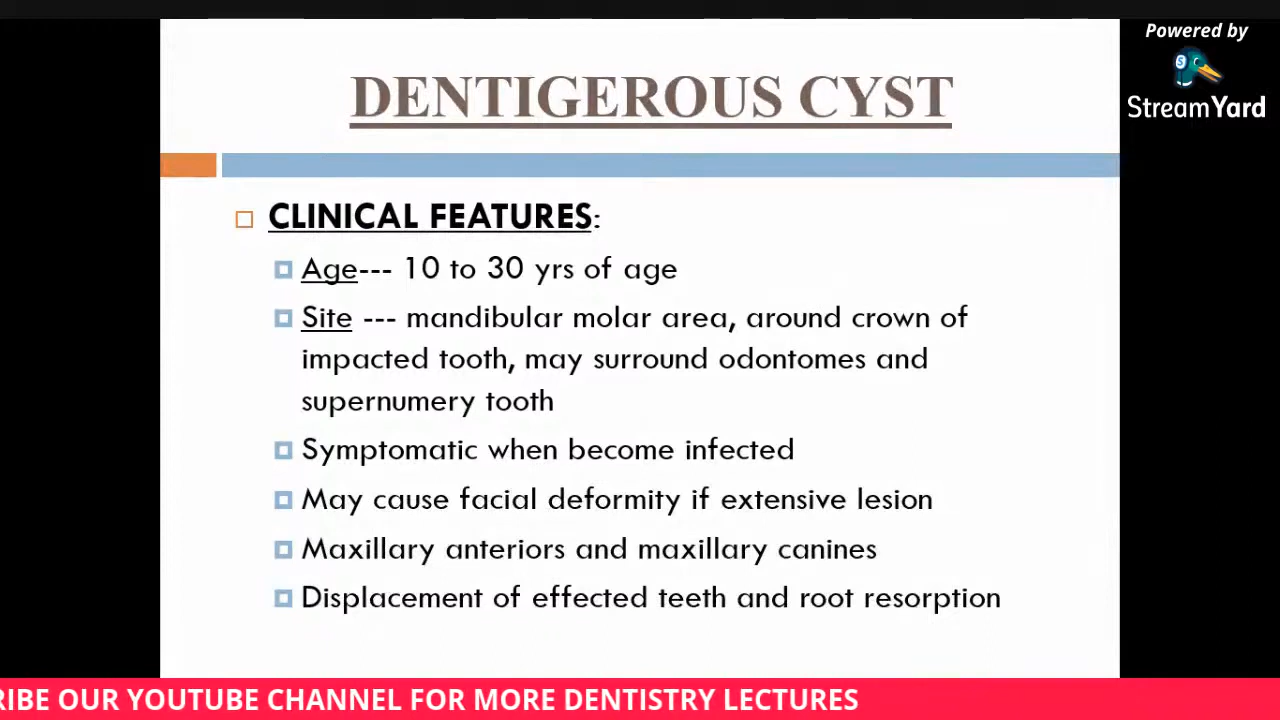 Powered by
StreamYard
DENTIGEROUS CYST
CLINICAL FEATURES:
Age--- 10 to 30 yrs of age
Site --- mandibular molar area, around crown of
impacted tooth, may surround odontomes and
supernumery tooth
Symptomatic when become infected
May cause facial deformity if extensive lesion
Maxillary anteriors and maxillary canines
Displacement of effected teeth and root resorption
RIBE OUR YOUTUBE CHANNEL FOR MORE DENTISTRY LECTURES